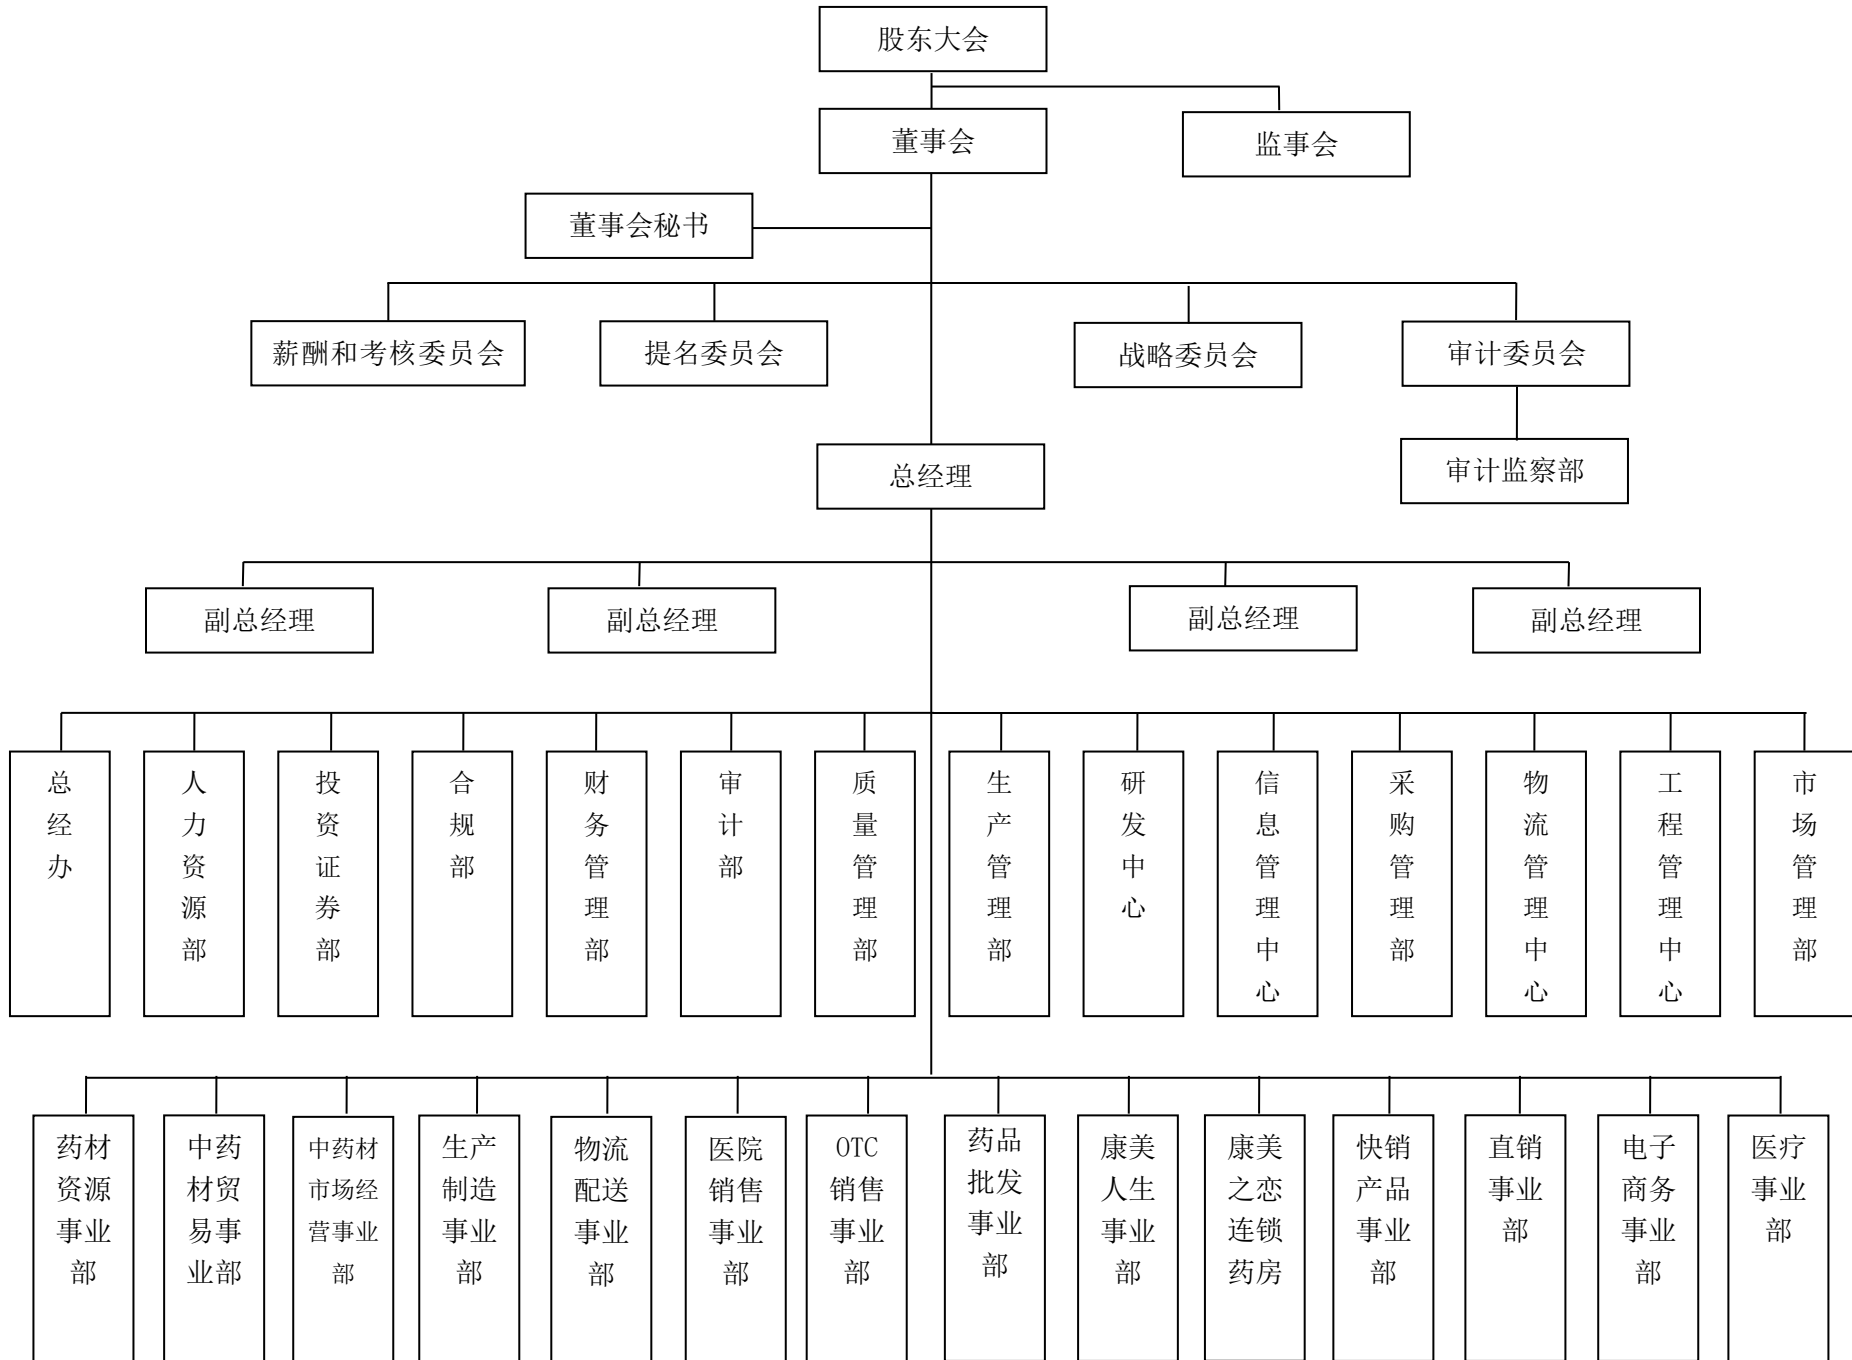 股东大会
董事会
监事会
董事会秘书
薪酬和考核委员会
提名委员会
战略委员会
审计委员会
总经理
审计监察部
副总经理
副总经理
副总经理
副总经理
总经办
人力资源部
投资证券部
合规部
财务管理部
审计部
质量管理部
生产管理部
研发中心
信息管理中心
采购管理部
物流管理中心
工程管理中心
市场管理部
药材
资源
事业
部
中药
材贸
易事
业部
中药材
市场经
营事业
部
生产
制造
事业
部
物流
配送
事业
部
医院
销售
事业
部
OTC
销售
事业
部
药品
批发
事业
部
康美
人生
事业
部
康美
之恋
连锁
药房
快销
产品
事业
部
直销
事业
部
电子
商务
事业
部
医疗
事业
部